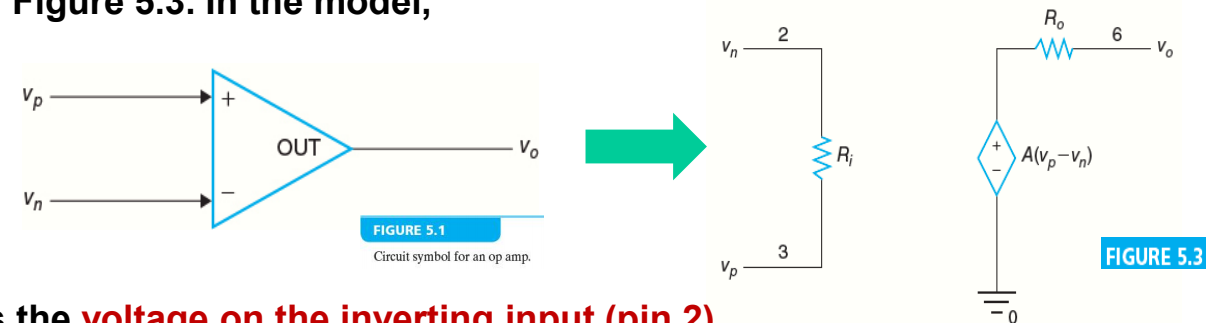 Figure 5.3. In the model,
v_p
+
OUT
v_o
v_n
−
FIGURE 5.1
Circuit symbol for an op amp.
v_n
2
R_i
v_p
3
R_o
6
v_o
+
−
A(v_p−v_n)
0
FIGURE 5.3
the voltage on the inverting input (pin 2)